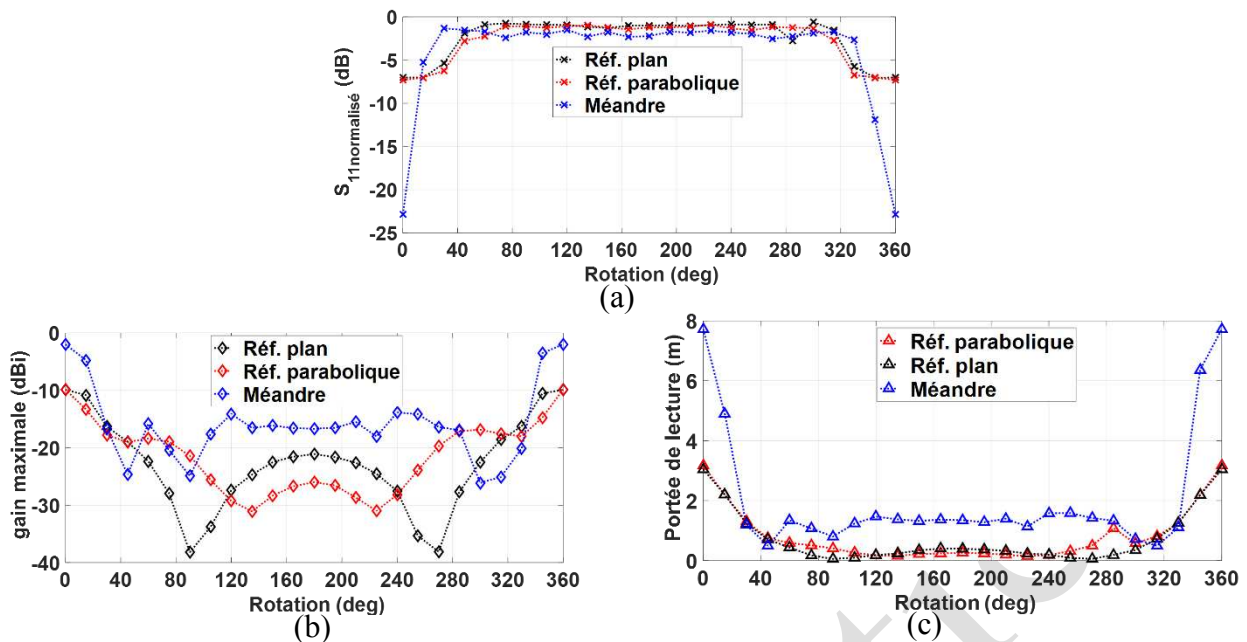 0
-5
-10
-15
-20
-25
S11normalisé (dB)
Réf. plan
Réf. parabolique
Méandre
0 40 80 120 160 200 240 280 320 360
Rotation (deg)
(a)
0
-10
-20
-30
-40
gain maximale (dBi)
Réf. plan
Réf. parabolique
Méandre
0 40 80 120 160 200 240 280 320 360
Rotation (deg)
(b)
8
6
4
2
0
Portée de lecture (m)
Réf. parabolique
Réf. plan
Méandre
0 40 80 120 160 200 240 280 320 360
Rotation (deg)
(c)